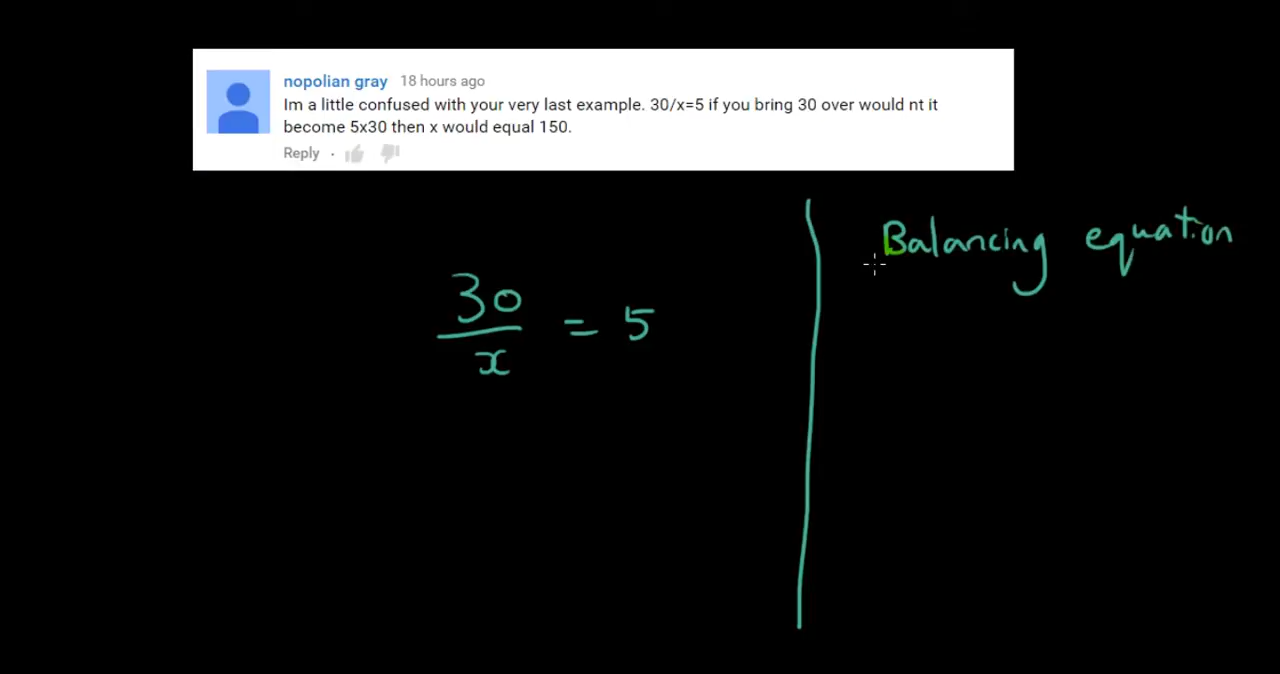 nopolian gray 18 hours ago
Im a little confused with your very last example. 30/x=5 if you bring 30 over would nt it
become 5x30 then x would equal 150.
Reply ·
Balancing equation
30
x
= 5